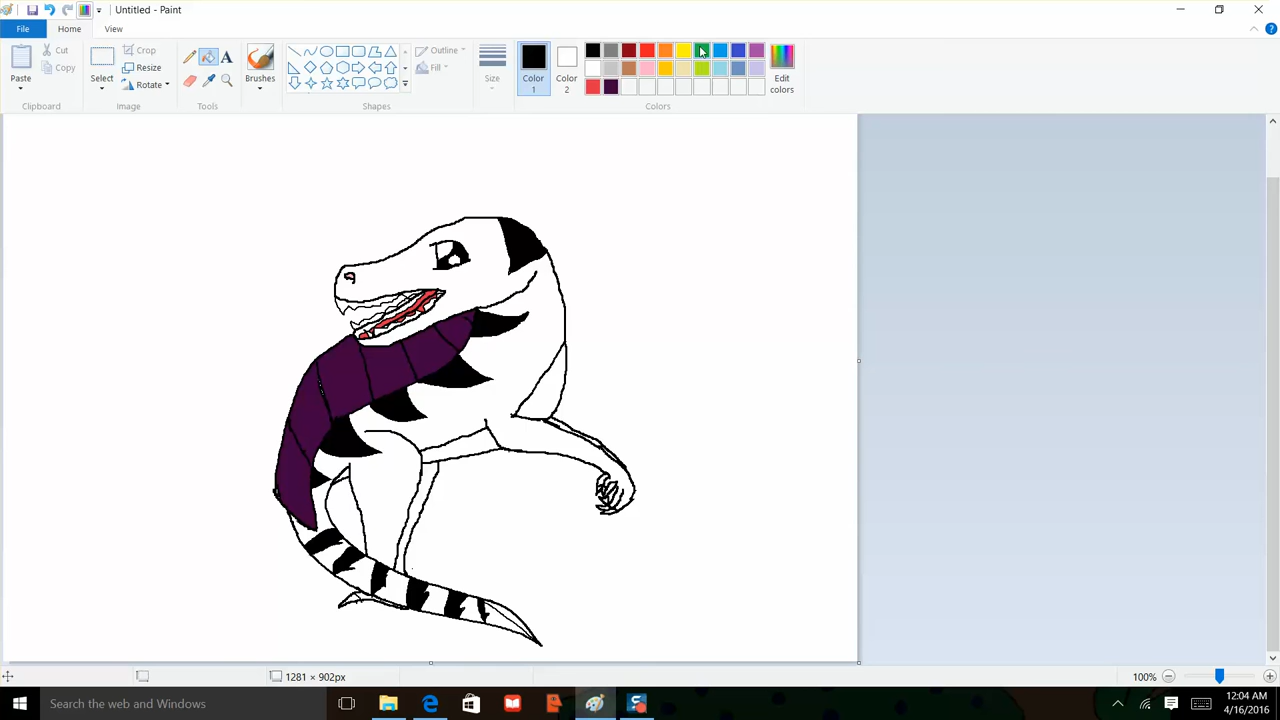 Untitled - Paint
File Home View
Paste
Cut
Copy
Clipboard
Select
Crop
Resize
Rotate
Image
A
Tools
Brushes
Outline
Fill
Shapes
Size
Color
1
Color
2
Edit
colors
Colors
1281 × 902px
100%
Search the web and Windows
12:04 AM
4/16/2016